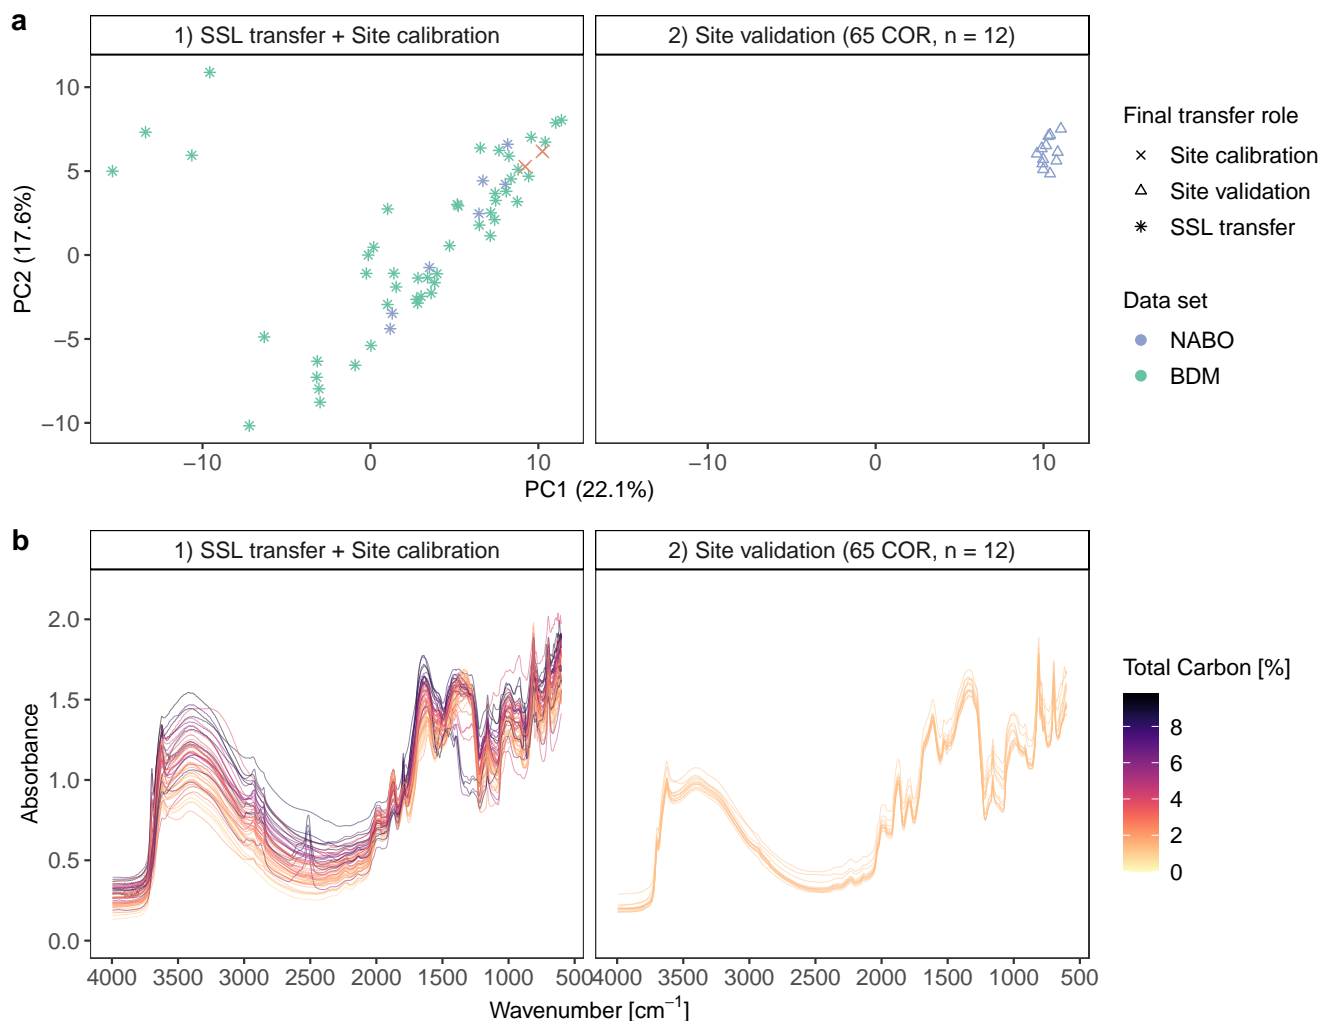 a
1) SSL transfer + Site calibration
2) Site validation (65 COR, n = 12)
10
5
0
−5
−10
PC2 (17.6%)
−10
0
10
−10
0
10
PC1 (22.1%)
Final transfer role
Site calibration
Site validation
SSL transfer
Data set
NABO
BDM
b
1) SSL transfer + Site calibration
2) Site validation (65 COR, n = 12)
2.0
1.5
1.0
0.5
0.0
Absorbance
4000 3500 3000 2500 2000 1500 1000 500
4000 3500 3000 2500 2000 1500 1000 500
Wavenumber [cm⁻¹]
Total Carbon [%]
8
6
4
2
0